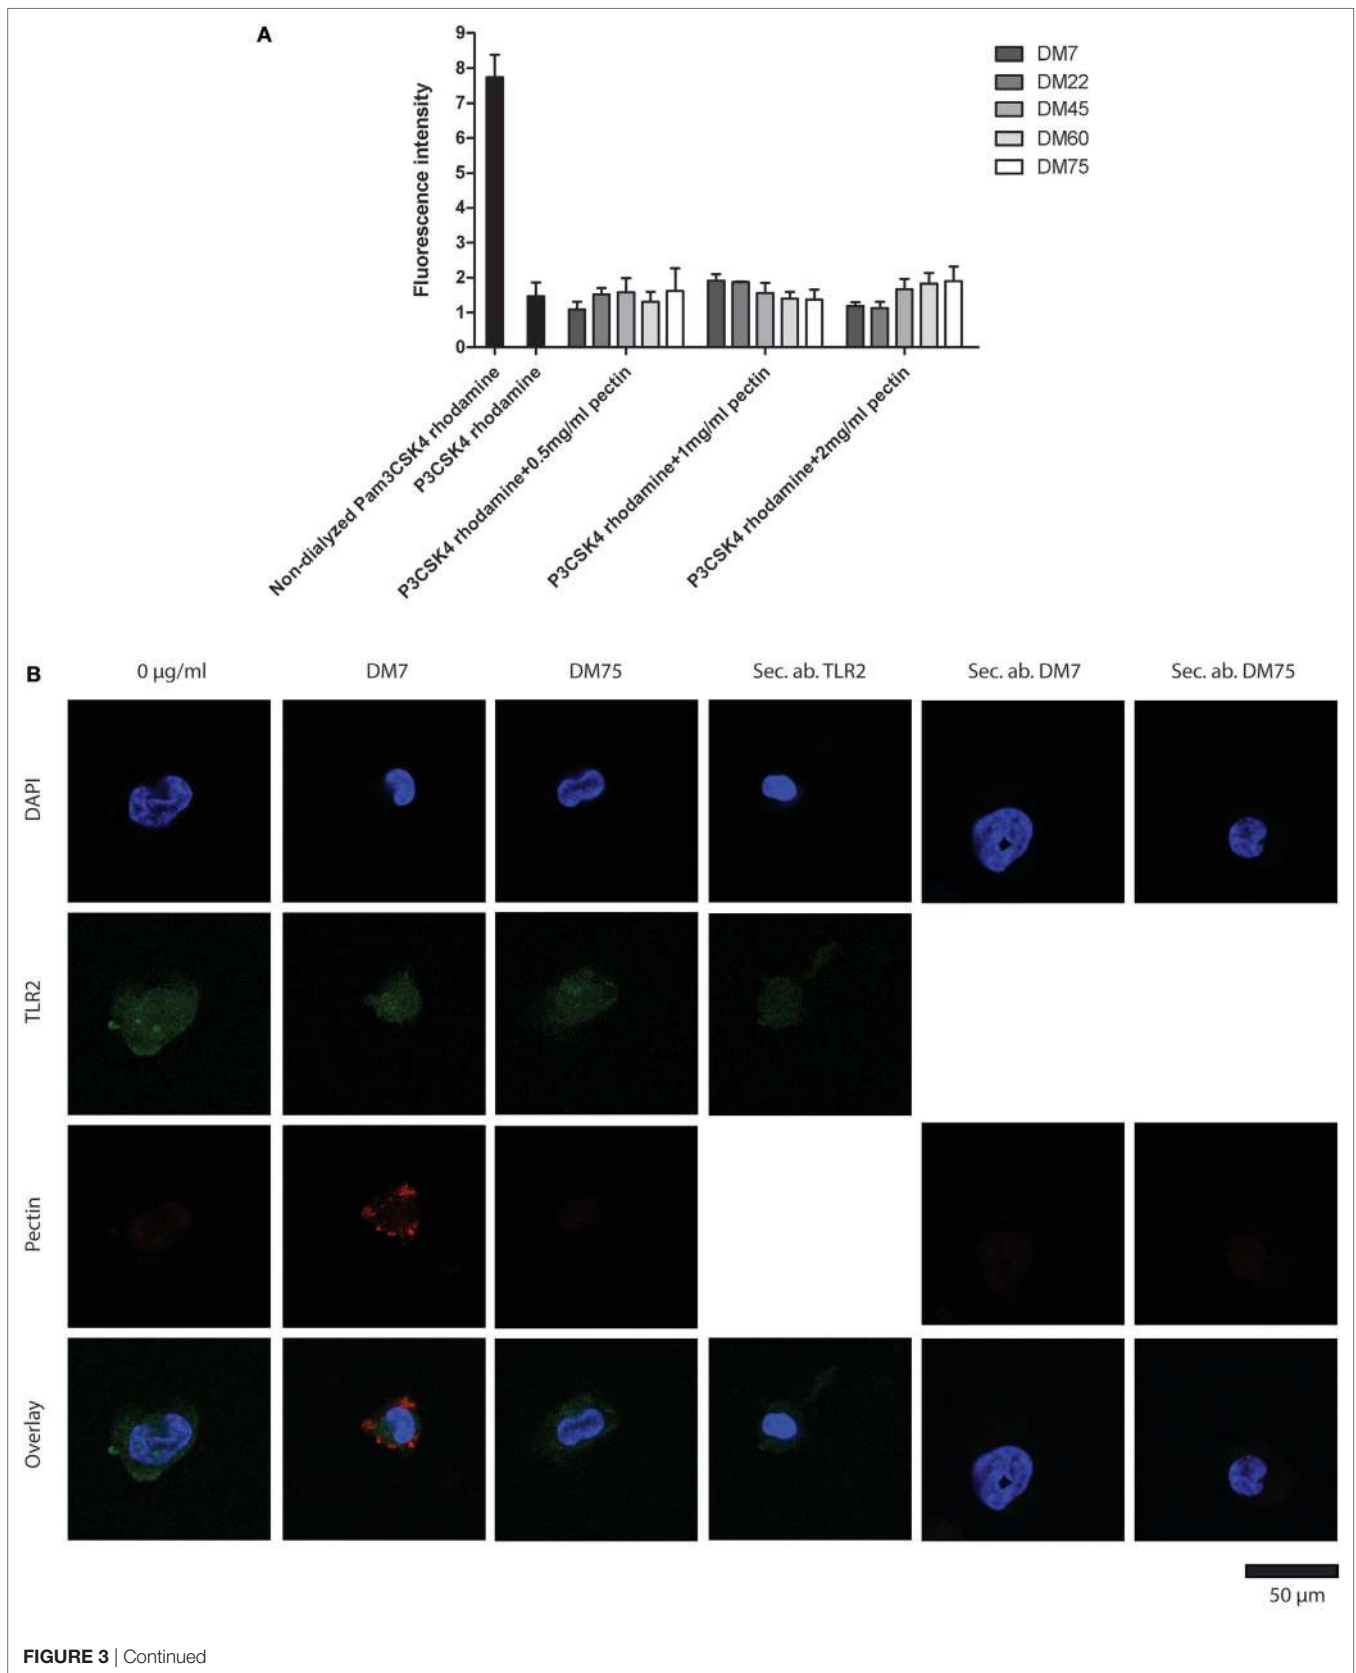 A
Fluorescence intensity
9
8
7
6
5
4
3
2
1
0
DM7
DM22
DM45
DM60
DM75
Non-dialyzed Pam3CSK4 rhodamine
P3CSK4 rhodamine
P3CSK4 rhodamine+0.5mg/ml pectin
P3CSK4 rhodamine+1mg/ml pectin
P3CSK4 rhodamine+2mg/ml pectin
B
0 µg/ml DM7 DM75 Sec. ab. TLR2 Sec. ab. DM7 Sec. ab. DM75
DAPI
TLR2
Pectin
Overlay
50 µm
FIGURE 3 | Continued